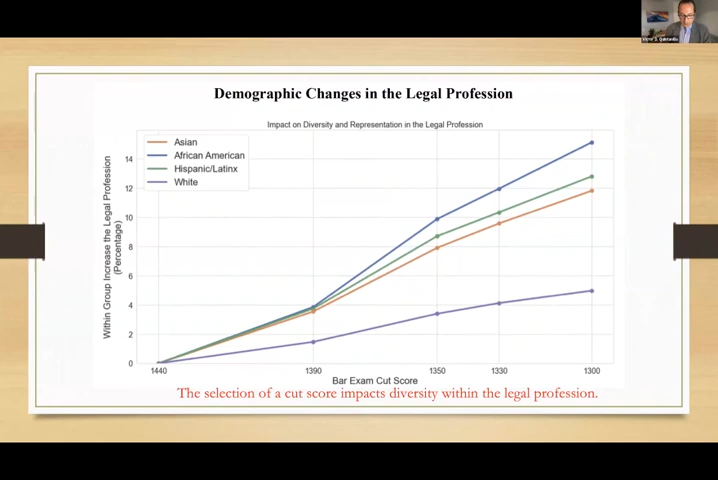 Demographic Changes in the Legal Profession
Impact on Diversity and Representation in the Legal Profession
Asian
African American
Hispanic/Latinx
White
Within Group Increase the Legal Profession
(Percentage)
14
12
10
8
6
4
2
0
1440
1390
1350
1330
1300
Bar Exam Cut Score
The selection of a cut score impacts diversity within the legal profession.